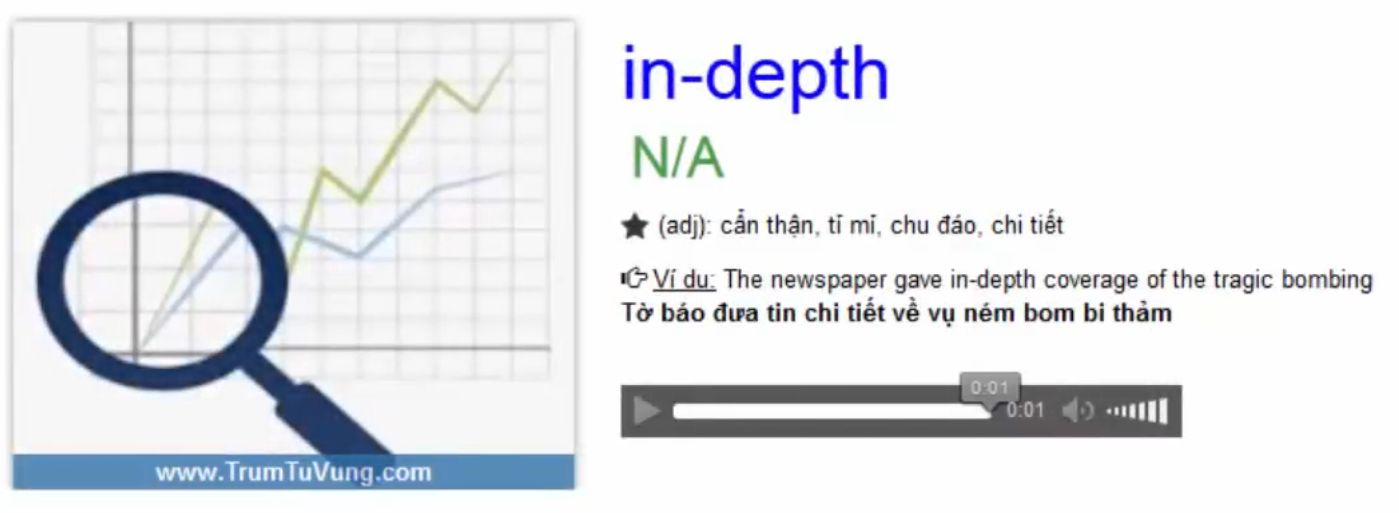 in-depth
N/A
(adj): cẩn thận, tỉ mỉ, chu đáo, chi tiết
Ví dụ: The newspaper gave in-depth coverage of the tragic bombing
Tờ báo đưa tin chi tiết về vụ ném bom bi thảm
0:01
0:01
www.TrumTuVung.com